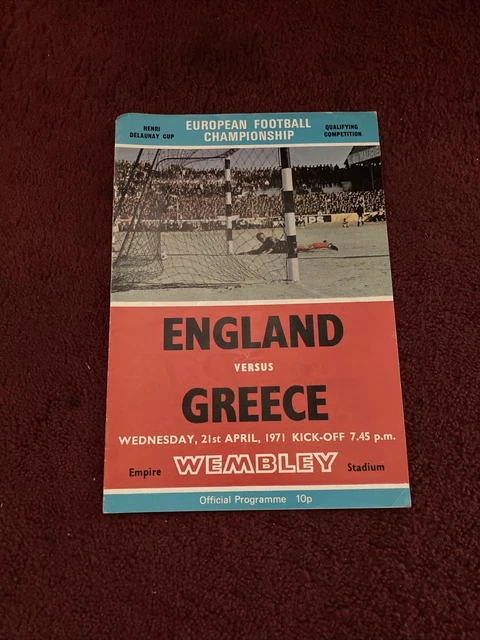 HENRI
DELAUNAY CUP
EUROPEAN FOOTBALL
CHAMPIONSHIP
QUALIFYING
COMPETITION
ENGLAND
VERSUS
GREECE
WEDNESDAY, 21st APRIL, 1971 KICK-OFF 7.45 p.m.
Empire WEMBLEY Stadium
Official Programme 10p